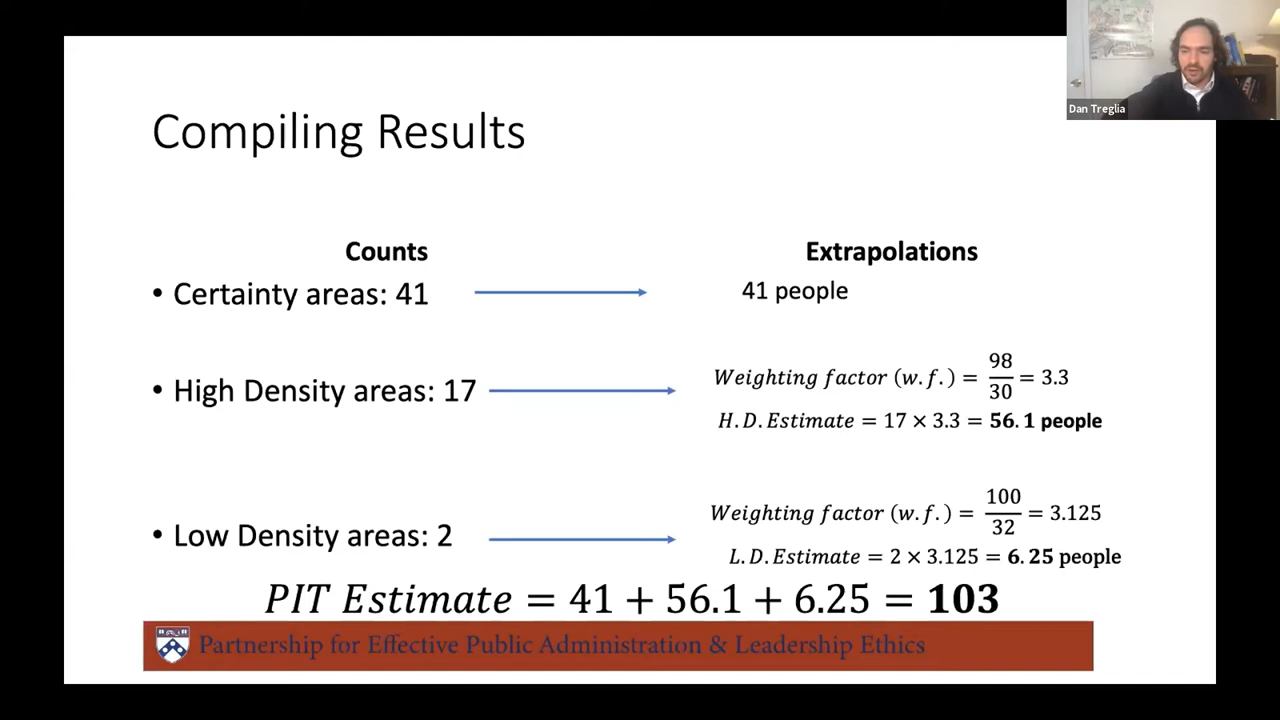 Dan Treglia
Compiling Results
Counts
Extrapolations
• Certainty areas: 41
41 people
• High Density areas: 17
Weighting factor (w.f.) = 98/30 = 3.3
H.D.Estimate = 17 × 3.3 = 56.1 people
• Low Density areas: 2
Weighting factor (w.f.) = 100/32 = 3.125
L.D.Estimate = 2 × 3.125 = 6.25 people
PIT Estimate = 41 + 56.1 + 6.25 = 103
Partnership for Effective Public Administration & Leadership Ethics